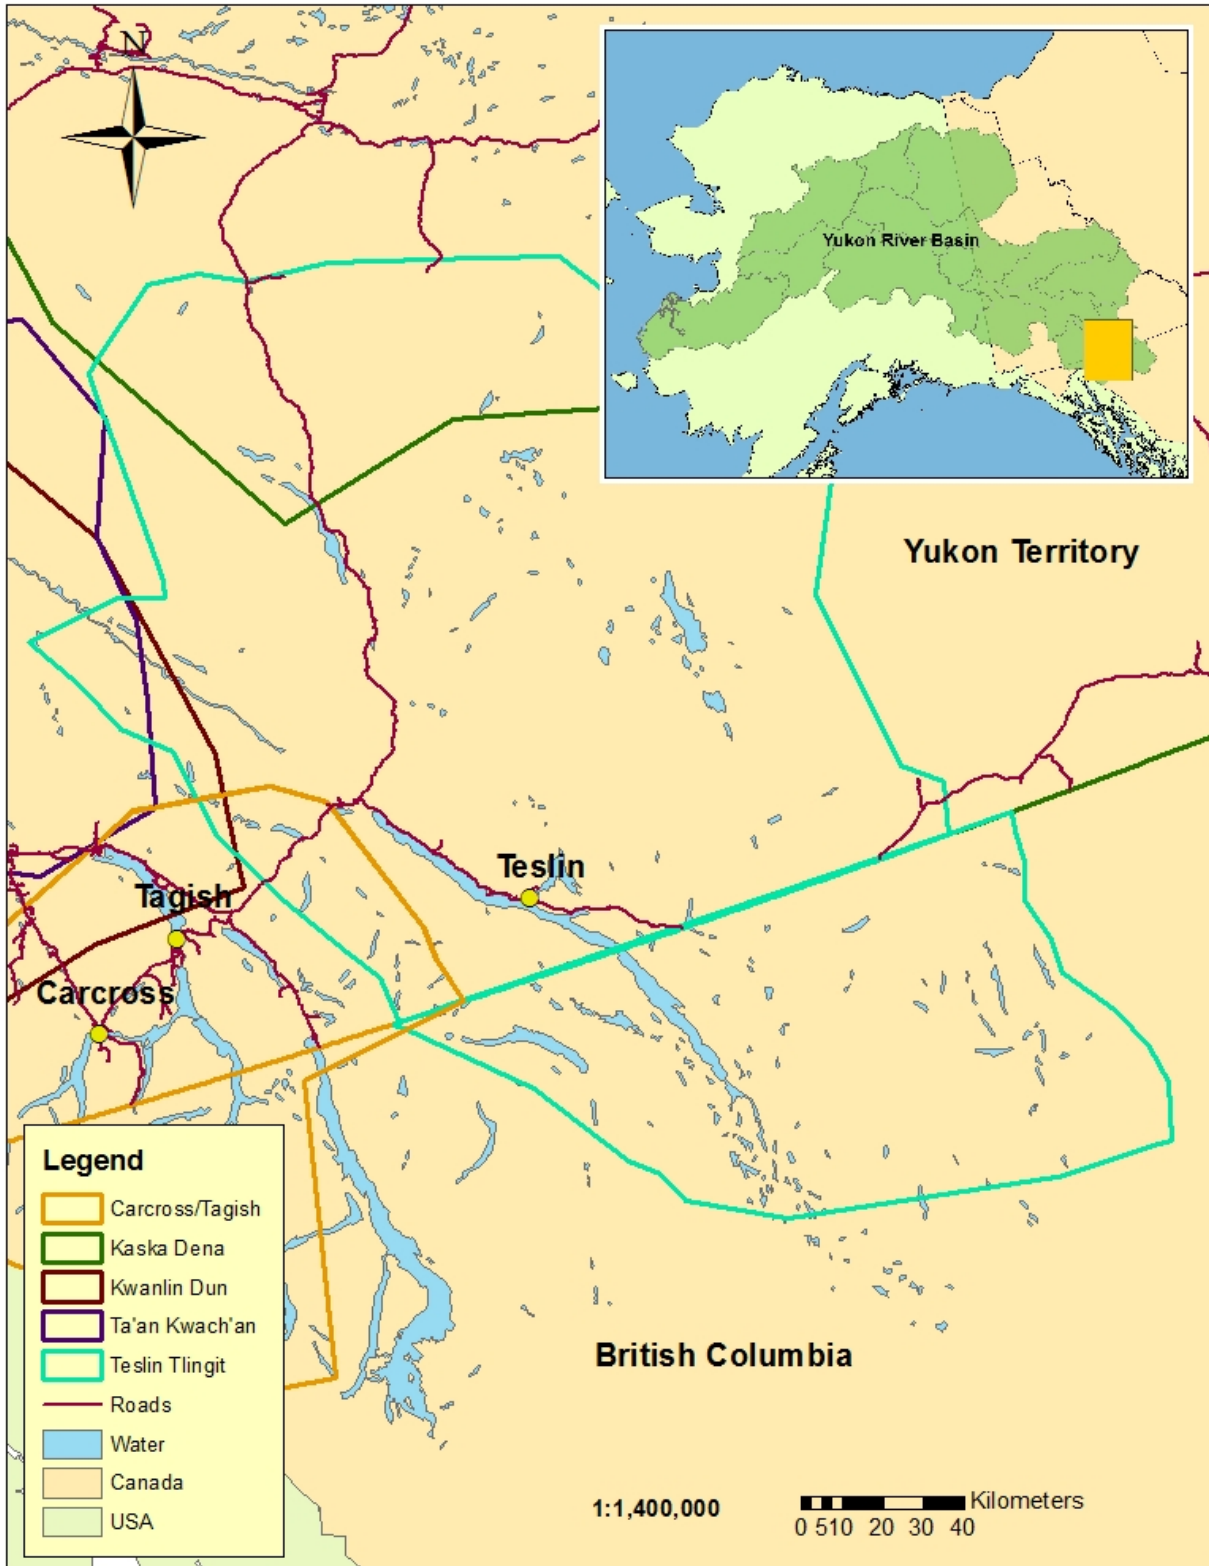 N
Yukon River Basin
Yukon Territory
Teslin
Tagish
Carcross
Legend
Carcross/Tagish
Kaska Dena
Kwanlin Dun
Ta'an Kwach'an
Teslin Tlingit
Roads
Water
Canada
USA
British Columbia
1:1,400,000
Kilometers
0 510 20 30 40